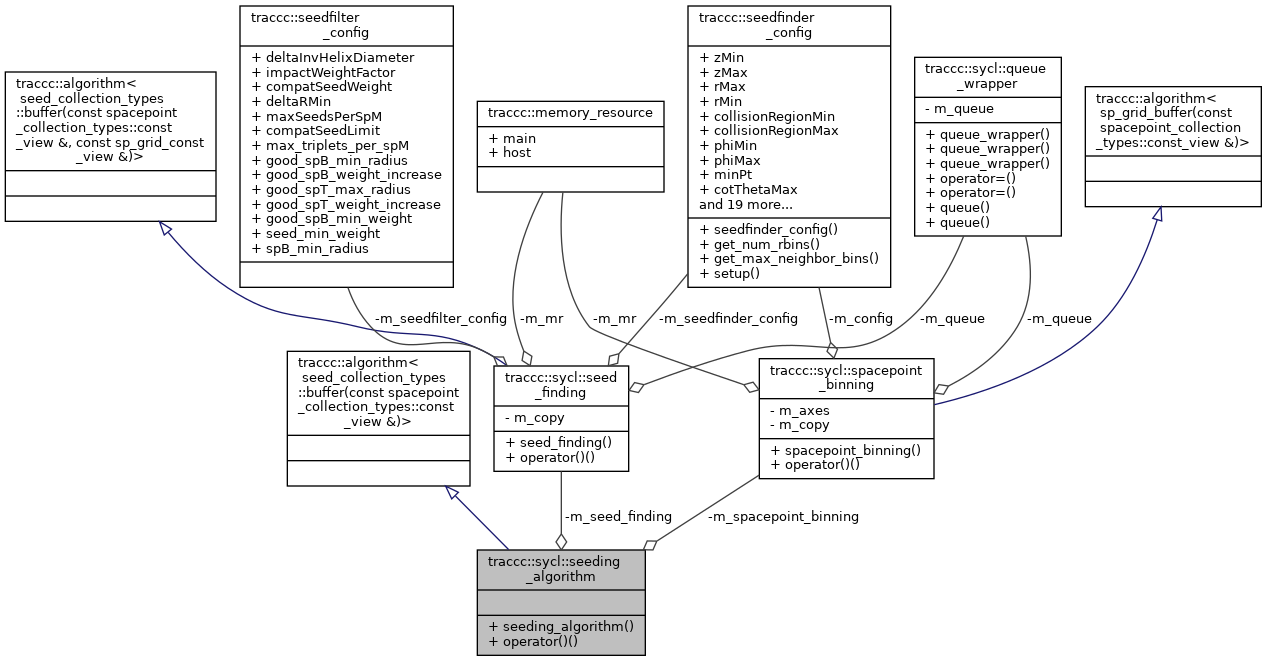 traccc::seedfilter
_config
+ deltaInvHelixDiameter
+ impactWeightFactor
+ compatSeedWeight
+ deltaRMin
+ maxSeedsPerSpM
+ compatSeedLimit
+ max_triplets_per_spM
+ good_spB_min_radius
+ good_spB_weight_increase
+ good_spT_max_radius
+ good_spT_weight_increase
+ good_spB_min_weight
+ seed_min_weight
+ spB_min_radius
traccc::seedfinder
_config
+ zMin
+ zMax
+ rMax
+ rMin
+ collisionRegionMin
+ collisionRegionMax
+ phiMin
+ phiMax
+ minPt
+ cotThetaMax
and 19 more...
+ seedfinder_config()
+ get_num_rbins()
+ get_max_neighbor_bins()
+ setup()
traccc::sycl::queue
_wrapper
- m_queue
+ queue_wrapper()
+ queue_wrapper()
+ queue_wrapper()
+ operator=()
+ operator=()
+ queue()
+ queue()
traccc::algorithm<
seed_collection_types
::buffer(const spacepoint
_collection_types::const
_view &, const sp_grid_const
_view &)>
traccc::memory_resource
+ main
+ host
traccc::algorithm<
sp_grid_buffer(const
spacepoint_collection
_types::const_view &)>
-m_seedfilter_config
-m_mr
-m_mr
-m_seedfinder_config
-m_config
-m_queue
-m_queue
traccc::algorithm<
seed_collection_types
::buffer(const spacepoint
_collection_types::const
_view &)>
traccc::sycl::seed
_finding
- m_copy
+ seed_finding()
+ operator()()
traccc::sycl::spacepoint
_binning
- m_axes
- m_copy
+ spacepoint_binning()
+ operator()()
-m_seed_finding
-m_spacepoint_binning
traccc::sycl::seeding
_algorithm
+ seeding_algorithm()
+ operator()()